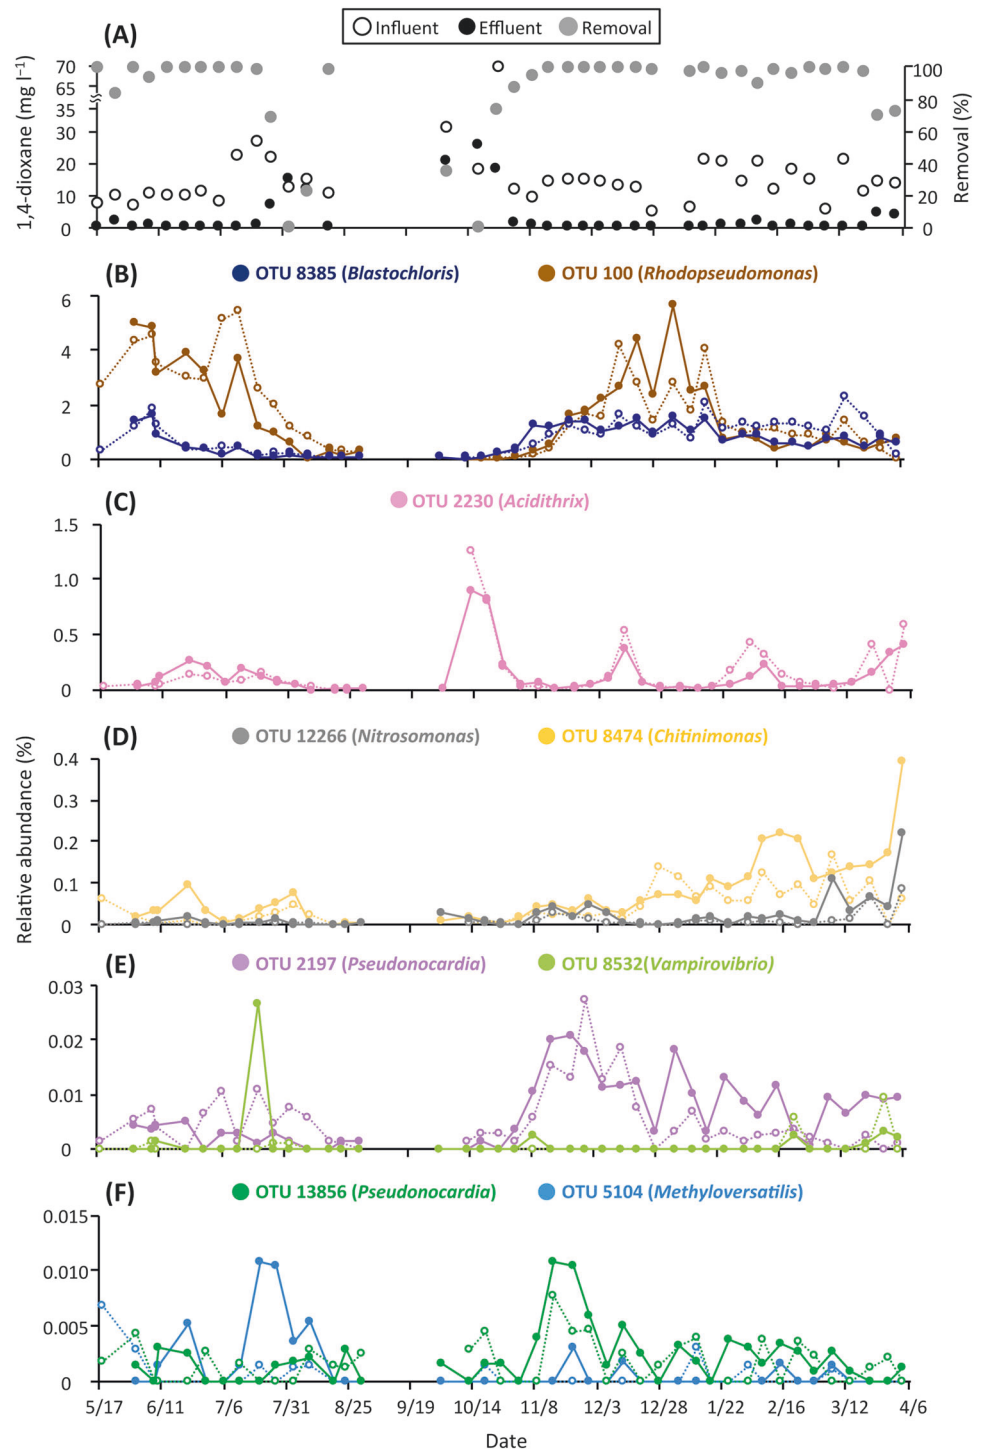 Influent Effluent Removal
(A)
1,4-dioxane (mg l⁻¹)
70
65
35
30
20
10
0
100
80
60
40
20
0
Removal (%)
(B)
OTU 8385 (Blastochloris) OTU 100 (Rhodopseudomonas)
6
4
2
0
(C)
OTU 2230 (Acidithrix)
1.5
1.0
0.5
0
Relative abundance (%)
(D)
OTU 12266 (Nitrosomonas) OTU 8474 (Chitinimonas)
0.4
0.3
0.2
0.1
0
(E)
OTU 2197 (Pseudonocardia) OTU 8532(Vampirovibrio)
0.03
0.02
0.01
0
(F)
OTU 13856 (Pseudonocardia) OTU 5104 (Methyloversatilis)
0.015
0.010
0.005
0
5/17 6/11 7/6 7/31 8/25 9/19 10/14 11/8 12/3 12/28 1/22 2/16 3/12 4/6
Date